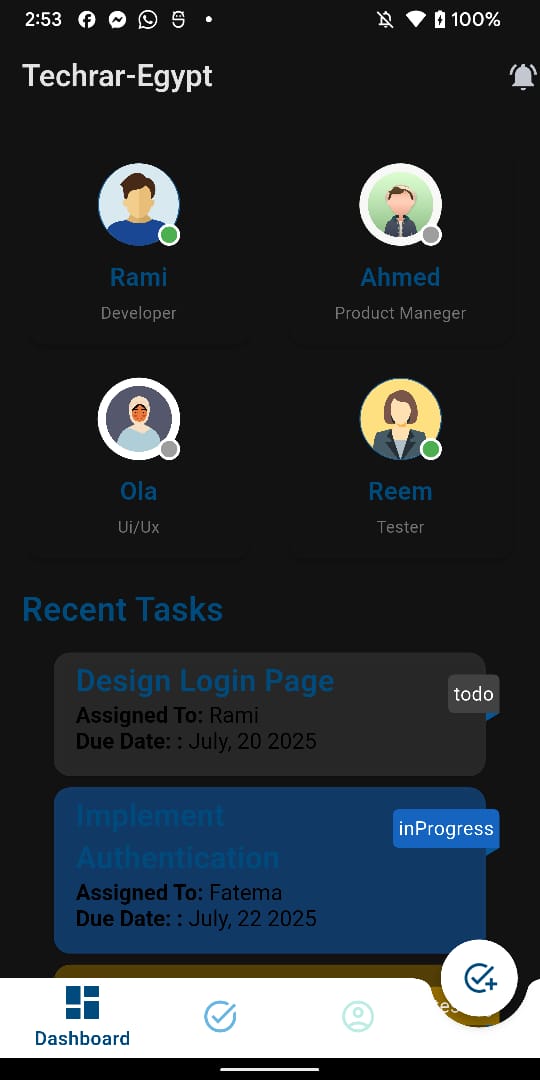 2:53
100%
Techrar-Egypt
Rami
Ahmed
Developer
Product Maneger
Ola
Reem
Ui/Ux
Tester
Recent Tasks
Design Login Page
todo
Assigned To: Rami
Due Date: : July, 20 2025
Implement
inProgress
Authentication
Assigned To: Fatema
Due Date: : July, 22 2025
Dashboard